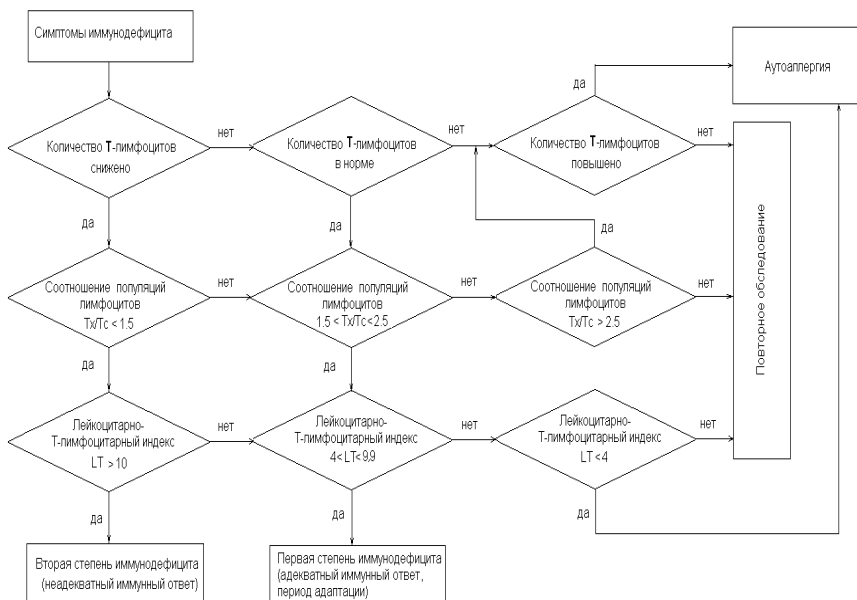 Симптомы иммунодефицита
Аутоаллергия
да
нет
нет
нет
Количество Т-лимфоцитов
снижено
Количество Т-лимфоцитов
в норме
Количество Т-лимфоцитов
повышено
да
да
да
нет
нет
нет
Соотношение популяций
лимфоцитов
Тх/Тс < 1.5
Соотношение популяций
лимфоцитов
1.5 < Тх/Тс<2.5
Соотношение популяций
лимфоцитов
Тх/Тс > 2.5
Повторное обследование
да
да
нет
нет
нет
Лейкоцитарно-
Т-лимфоцитарный индекс
LT > 10
Лейкоцитарно-
Т-лимфоцитарный индекс
4<LT<9,9
Лейкоцитарно-
Т-лимфоцитарный индекс
LT <4
да
да
да
Вторая степень иммунодефицита
(неадекватный иммунный ответ)
Первая степень иммунодефицита
(адекватный иммунный ответ,
период адаптации)